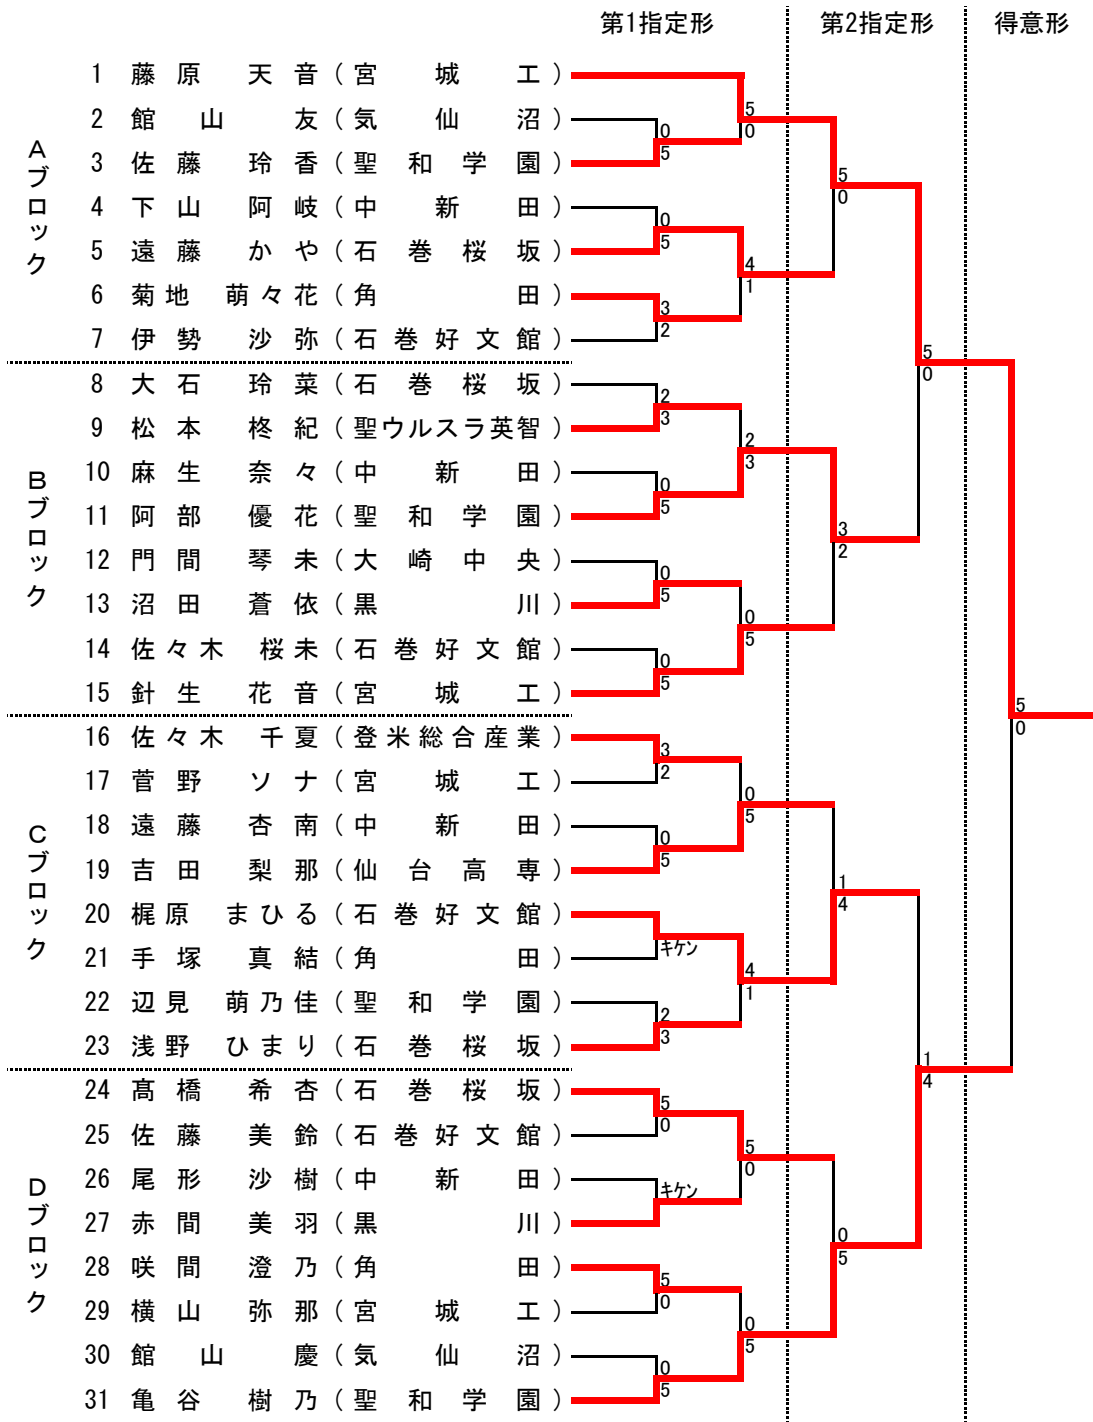 第1指定形 第2指定形 得意形
Aブロック
1 藤原 天音（宮城工）
2 館山 友（気仙沼）
3 佐藤 玲香（聖和学園）
4 下山 阿岐（中新田）
5 遠藤 かや（石巻桜坂）
6 菊地 萌々花（角田）
7 伊勢 沙弥（石巻好文館）
5
0
0
5
0
5
4
1
3
2
5
0
Bブロック
8 大石 玲菜（石巻桜坂）
9 松本 柊紀（聖ウルスラ英智）
10 麻生 奈々（中新田）
11 阿部 優花（聖和学園）
12 門間 琴未（大崎中央）
13 沼田 蒼依（黒川）
14 佐々木 桜未（石巻好文館）
15 針生 花音（宮城工）
2
3
2
3
0
5
0
5
0
5
0
5
3
2
5
0
Cブロック
16 佐々木 千夏（登米総合産業）
17 菅野 ソナ（宮城工）
18 遠藤 杏南（中新田）
19 吉田 梨那（仙台高専）
20 梶原 まひる（石巻好文館）
21 手塚 真結（角田）
22 辺見 萌乃佳（聖和学園）
23 浅野 ひまり（石巻桜坂）
3
2
0
5
0
5
キケン
4
1
2
3
1
4
Dブロック
24 髙橋 希杏（石巻桜坂）
25 佐藤 美鈴（石巻好文館）
26 尾形 沙樹（中新田）
27 赤間 美羽（黒川）
28 咲間 澄乃（角田）
29 横山 弥那（宮城工）
30 館山 慶（気仙沼）
31 亀谷 樹乃（聖和学園）
5
0
5
0
キケン
5
0
0
5
0
5
0
5
1
4
5
0